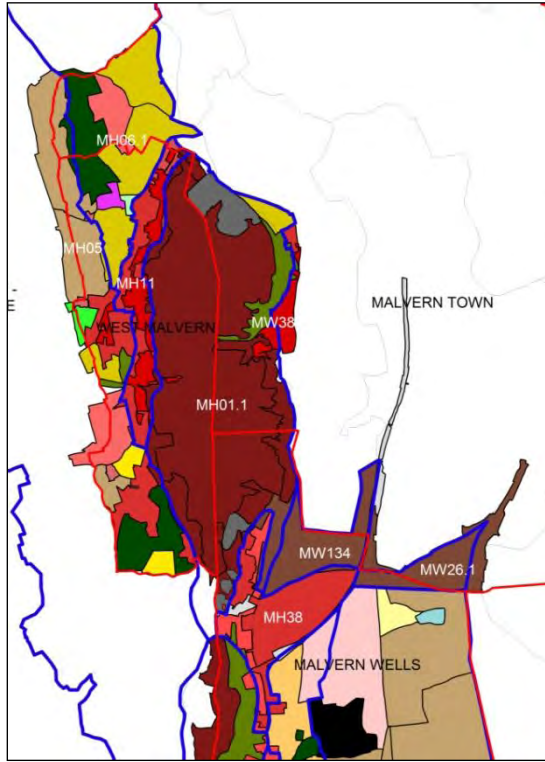 MH06.1
MH05
MH11
E
MALVERN TOWN
WEST MALVERN
MW38
MH01.1
MW134
MW26.1
MH38
MALVERN WELLS